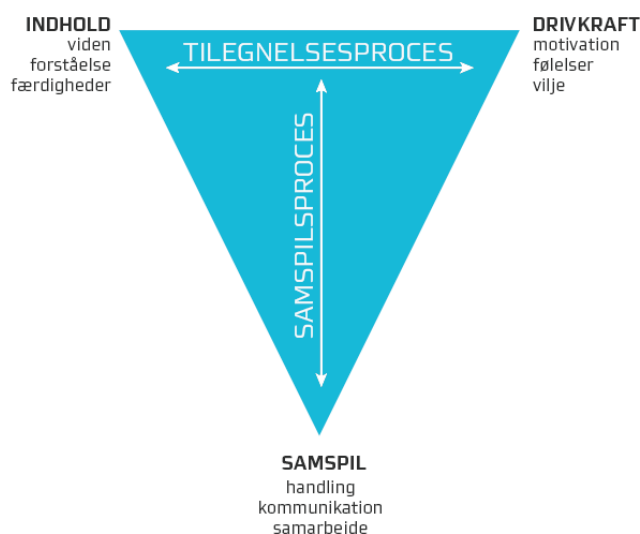 INDHOLD
viden
forståelse
færdigheder
TILEGNELSESPROCES
DRIVKRAFT
motivation
følelser
vilje
SAMSPILSPROCES
SAMSPIL
handling
kommunikation
samarbejde